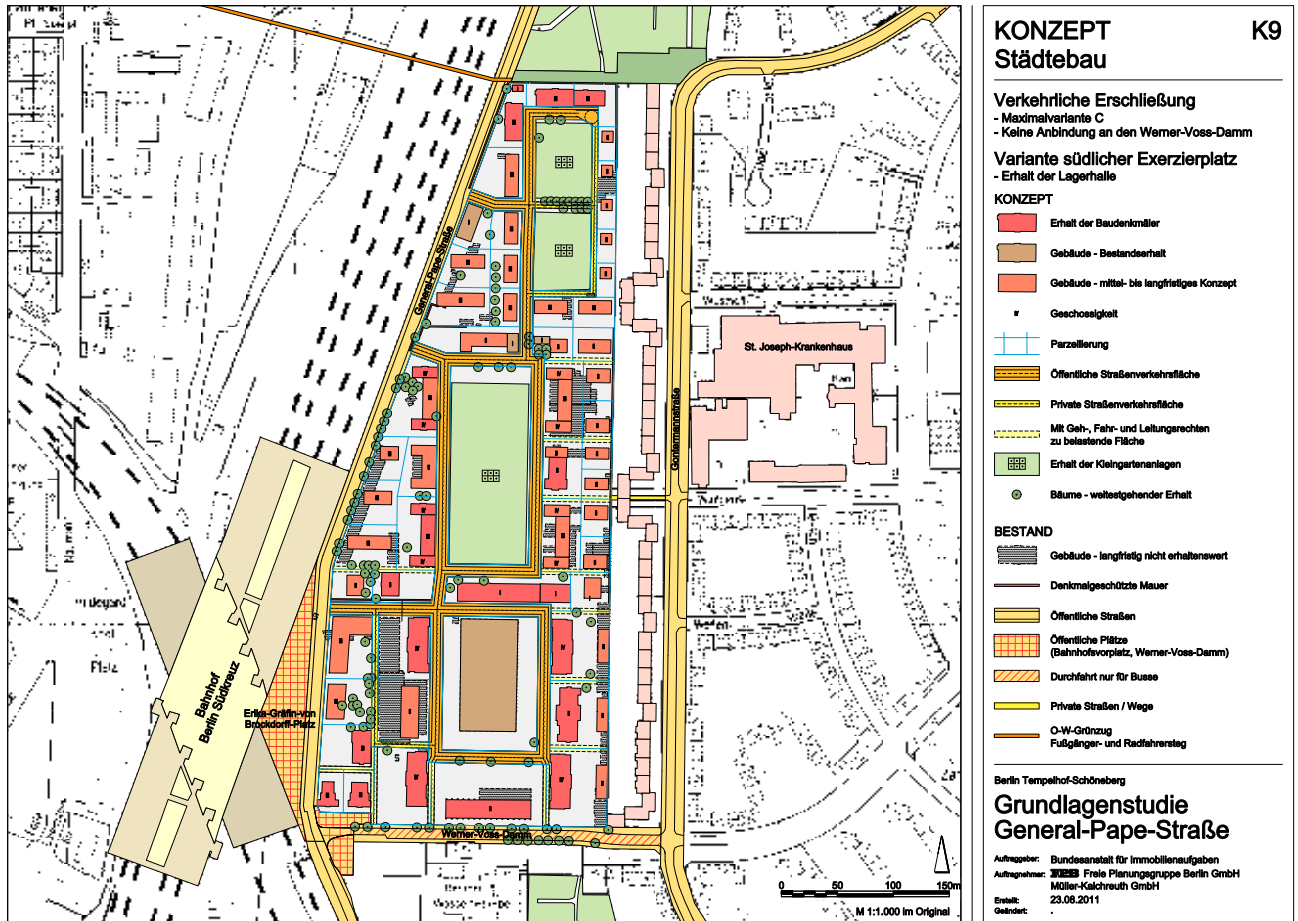 KONZEPT K9
Städtebau
Verkehrliche Erschließung
- Maximalvariante C
- Keine Anbindung an den Werner-Voss-Damm
Variante südlicher Exerzierplatz
- Erhalt der Lagerhalle
KONZEPT
Erhalt der Baudenkmäler
Gebäude - Bestandserhalt
Gebäude - mittel- bis langfristiges Konzept
Geschossigkeit
Parzellierung
Öffentliche Straßenverkehrsfläche
Private Straßenverkehrsfläche
Mit Geh-, Fahr- und Leitungsrechten
zu belastende Fläche
Erhalt der Kleingartenanlagen
Bäume - weitestgehender Erhalt
BESTAND
Gebäude - langfristig nicht erhaltenswert
Denkmalgeschützte Mauer
Öffentliche Straßen
Öffentliche Plätze
(Bahnhofsvorplatz, Werner-Voss-Damm)
Durchfahrt nur für Busse
Private Straßen / Wege
O-W-Grünzug
Fußgänger- und Radfahrersteg
Berlin Tempelhof-Schöneberg
Grundlagenstudie
General-Pape-Straße
Auftraggeber: Bundesanstalt für Immobilienaufgaben
Auftragnehmer: Freie Planungsgruppe Berlin GmbH
Müller-Kalchreuth GmbH
Erstellt: 23.08.2011
Geändert: .
General-Pape-Straße
St. Joseph-Krankenhaus
Gontermannstraße
Bahnhof
Berlin Südkreuz
Erika-Gräfin-von
Brockdorff-Platz
Werner-Voss-Damm
Platz
0 50 100 150m
M 1:1.000 im Original